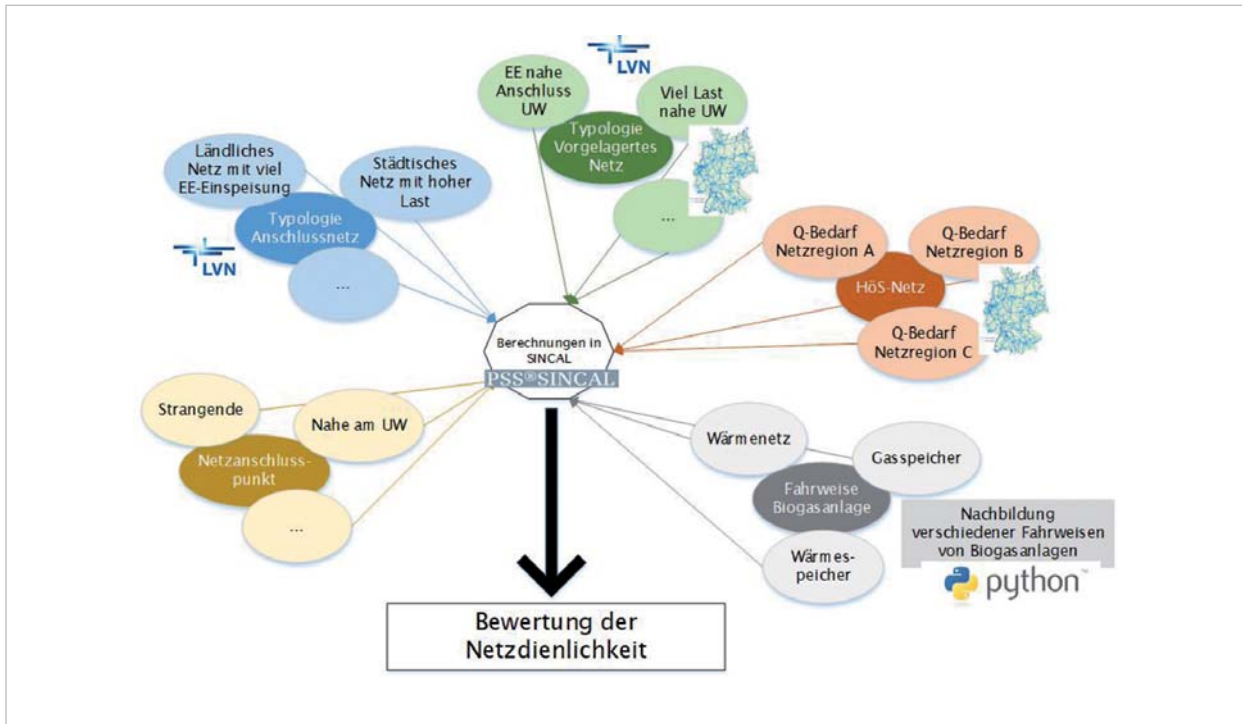 LVN
EE nahe
Anschluss
UW
Viel Last
nahe UW
Typologie
Vorgelagertes
Netz
...
Ländliches
Netz mit viel
EE-Einspeisung
Städtisches
Netz mit hoher
Last
Typologie
Anschlussnetz
LVN
...
Q-Bedarf
Netzregion A
Q-Bedarf
Netzregion B
HöS-Netz
Q-Bedarf
Netzregion C
Berechnungen in
SINCAL
PSS®SINCAL
Strangende
Nahe am UW
Netzanschluss-
punkt
...
Wärmenetz
Gasspeicher
Fahrweise
Biogasanlage
Wärmes-
peicher
Nachbildung
verschiedener Fahrweisen
von Biogasanlagen
python™
Bewertung der
Netzdienlichkeit